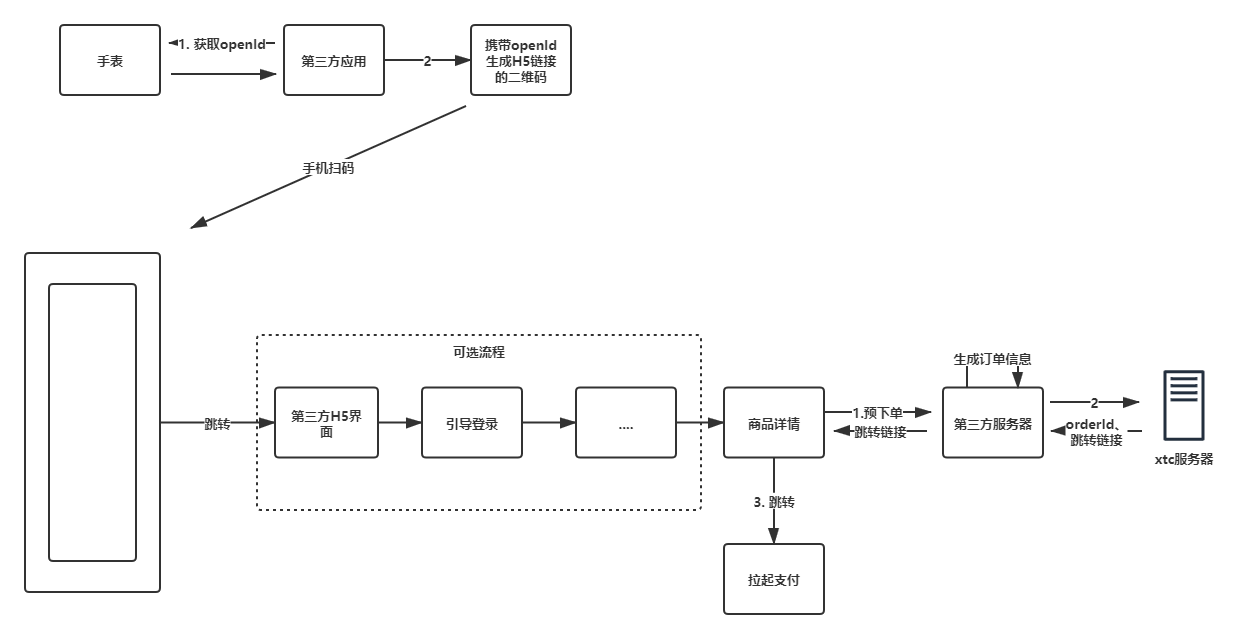 手表
1. 获取openId
第三方应用
2
携带openId
生成H5链接
的二维码
手机扫码
跳转
可选流程
第三方H5界
面
引导登录
....
商品详情
1.预下单
跳转链接
生成订单信息
第三方服务器
2
orderId、
跳转链接
xtc服务器
3. 跳转
拉起支付